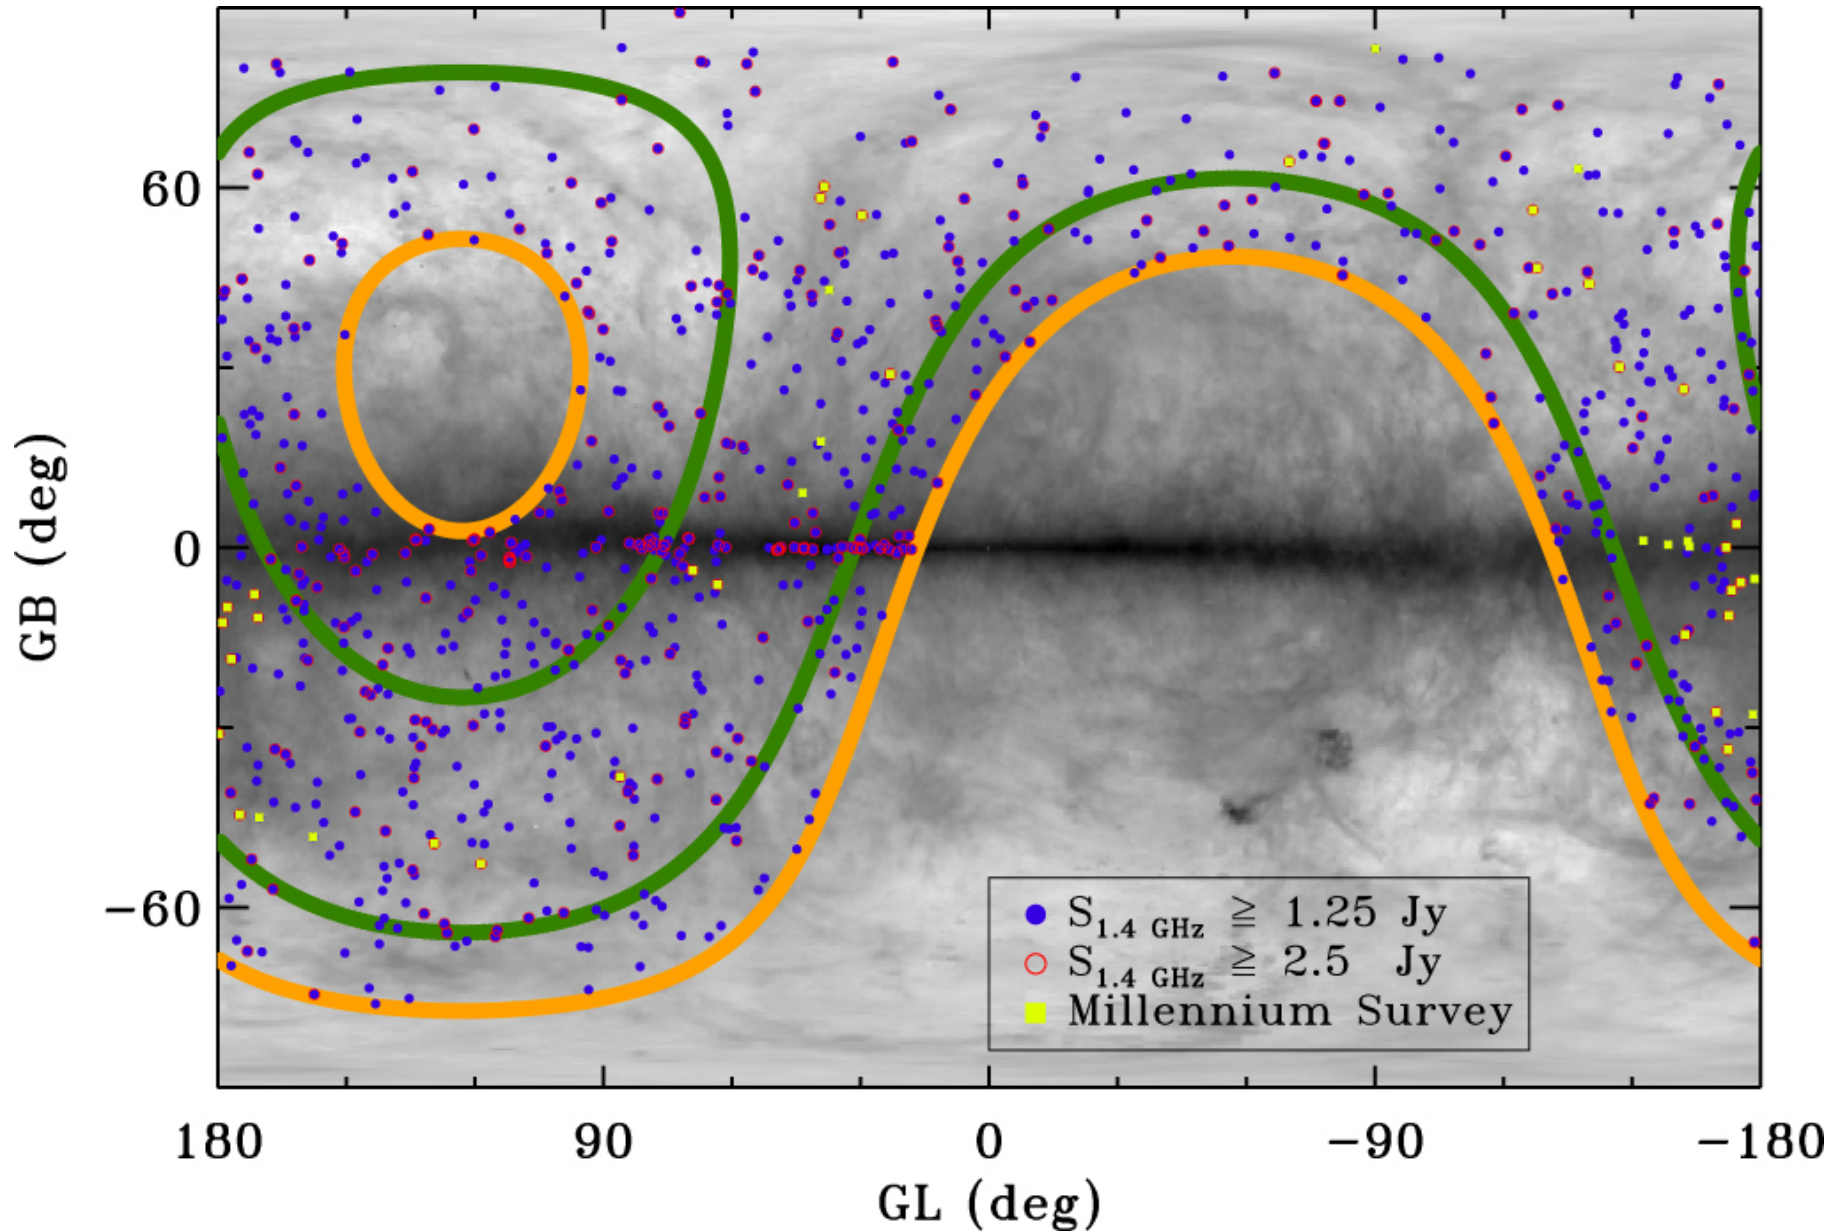 60
0
−60
GB (deg)
180 90 0 −90 −180
GL (deg)
S1.4 GHz ≧ 1.25 Jy
S1.4 GHz ≧ 2.5 Jy
Millennium Survey